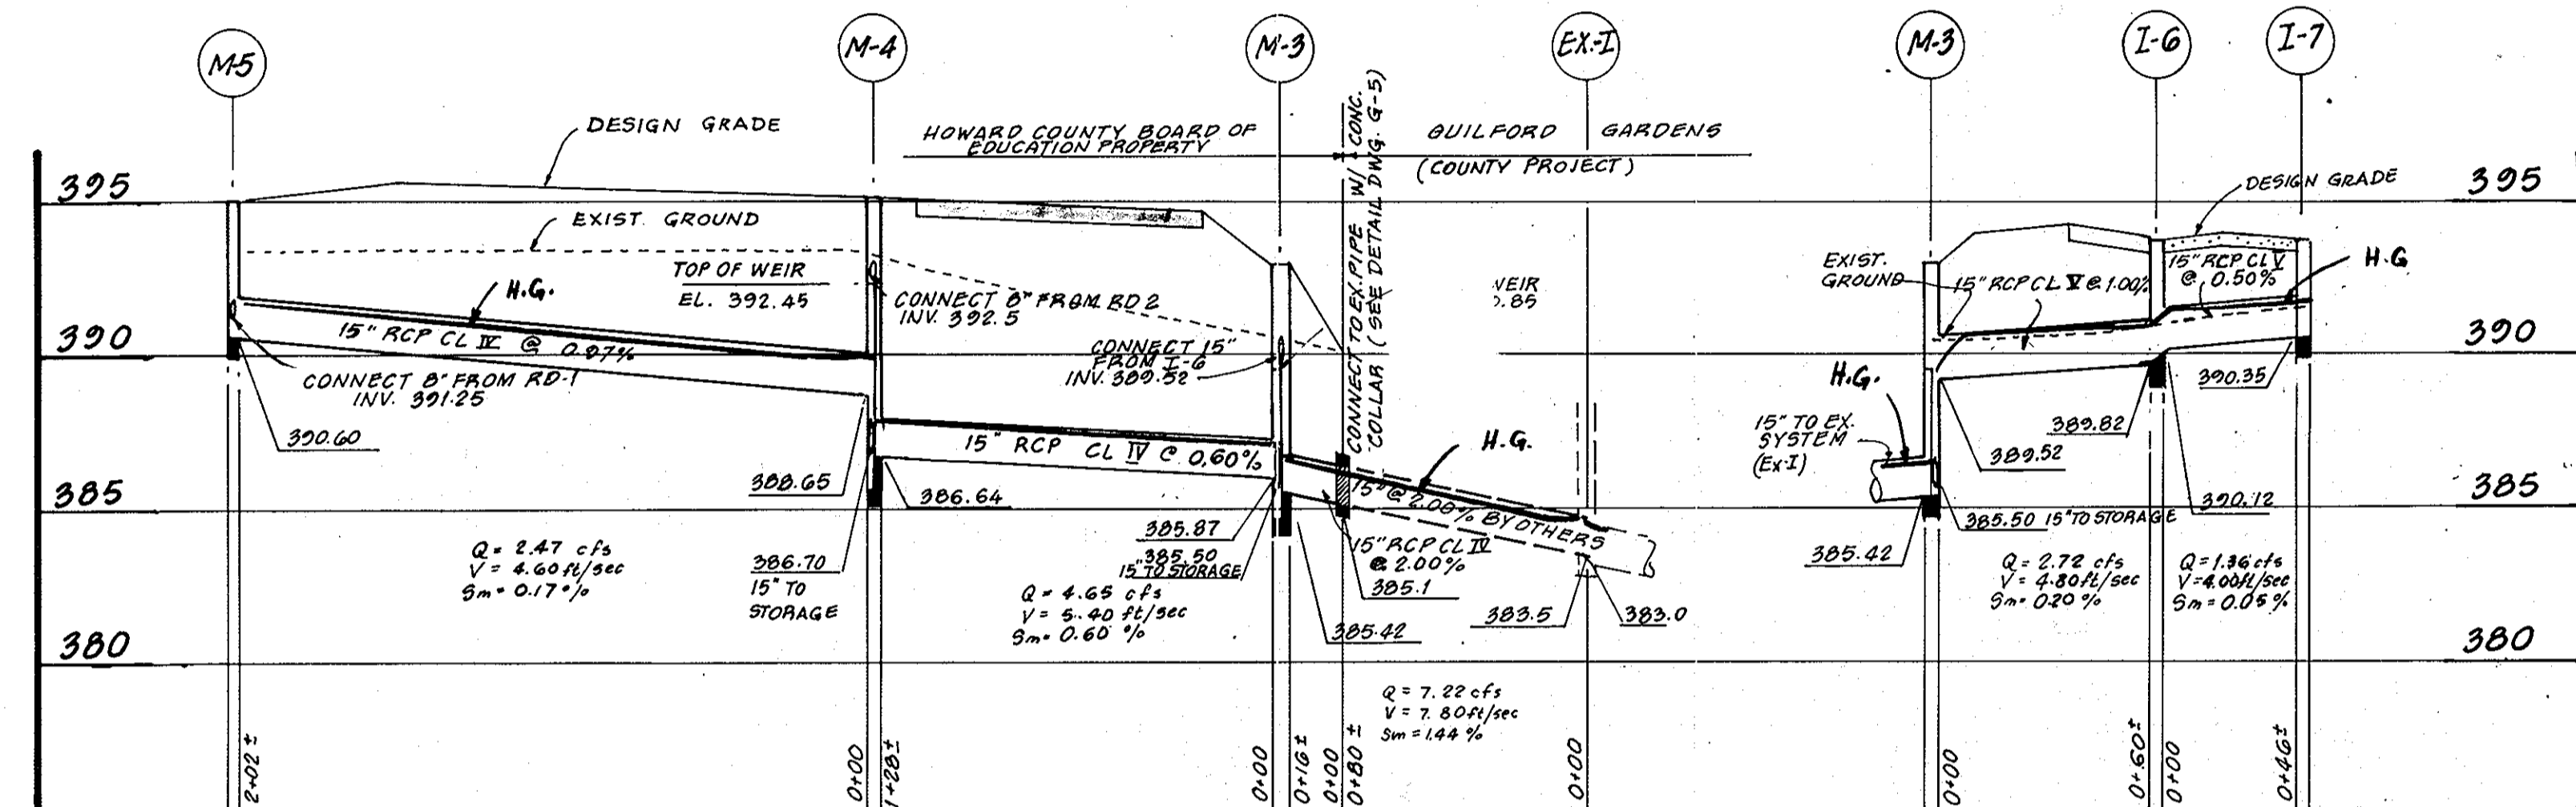 M-5
M-4
M-3
EX.-I
M-3
I-6
I-7
DESIGN GRADE
HOWARD COUNTY BOARD OF
EDUCATION PROPERTY
GUILFORD GARDENS
(COUNTY PROJECT)
CONNECT TO EX. PIPE W/ CONC.
COLLAR (SEE DETAIL DWG. G-5)
395
DESIGN GRADE
395
EXIST. GROUND
TOP OF WEIR
EL. 392.45
H.G.
CONNECT 8" FROM RD 2
INV. 392.5
WEIR
.85
EXIST.
GROUND
15" RCP CL V @ 1.00%
15" RCP CL V
@ 0.50%
H.G
390
15" RCP CL IV @ 0.97%
CONNECT 8" FROM RD-1
INV. 391.25
CONNECT 15"
FROM I-6
INV. 389.52
390
H.G.
390.35
390.60
15" RCP CL IV @ 0.60%
H.G.
15" TO EX.
SYSTEM
(Ex-I)
389.82
389.52
388.65
386.64
385
15" @ 2.00% BY OTHERS
385
390.12
385.87
385.50
15" TO STORAGE
15" RCP CL IV
@ 2.00%
385.1
385.42
385.50 15" TO STORAGE
386.70
15" TO
STORAGE
Q = 2.47 cfs
V = 4.60 ft/sec
Sm = 0.17 %
Q = 4.65 cfs
V = 5.40 ft/sec
Sm = 0.60 %
385.42
383.5
383.0
Q = 2.72 cfs
V = 4.80 ft/sec
Sm = 0.20 %
Q = 1.36 cfs
V = 4.00 ft/sec
Sm = 0.05 %
380
380
Q = 7.22 cfs
V = 7.80 ft/sec
Sm = 1.44 %
2+02 ±
0+00
1+28 ±
0+00
0+16 ±
0+00
0+80 ±
0+00
0+00
0+60 ±
0+00
0+46 ±